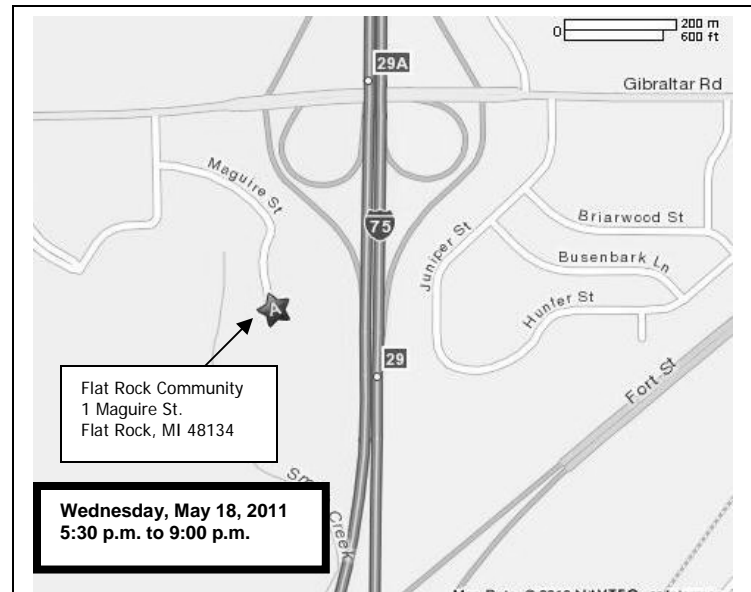 200 m
0
600 ft
29A
Gibraltar Rd
Maguire St
75
Briarwood St
Juniper St
Busenbark Ln
Hunter St
A
29
Fort St
Flat Rock Community
1 Maguire St.
Flat Rock, MI 48134
Creek
Wednesday, May 18, 2011
5:30 p.m. to 9:00 p.m.